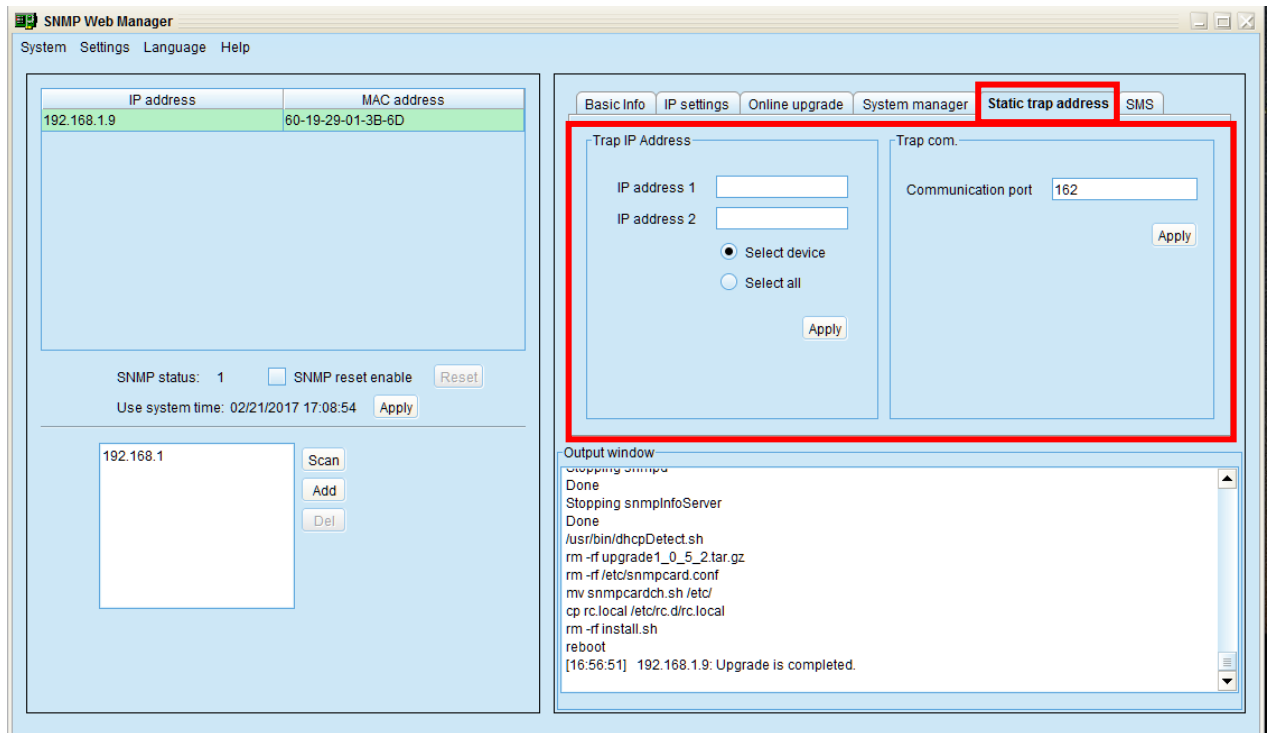 SNMP Web Manager
System Settings Language Help
IP address MAC address
192.168.1.9 60-19-29-01-3B-6D
SNMP status: 1 SNMP reset enable Reset
Use system time: 02/21/2017 17:08:54 Apply
192.168.1
Scan
Add
Del
Basic Info IP settings Online upgrade System manager Static trap address SMS
Trap IP Address
IP address 1
IP address 2
Select device
Select all
Apply
Trap com.
Communication port 162
Apply
Output window
Stopping snmpd
Done
Stopping snmpInfoServer
Done
/usr/bin/dhcpDetect.sh
rm -rf upgrade1_0_5_2.tar.gz
rm -rf /etc/snmpcard.conf
mv snmpcardch.sh /etc/
cp rc.local /etc/rc.d/rc.local
rm -rf install.sh
reboot
[16:56:51] 192.168.1.9: Upgrade is completed.